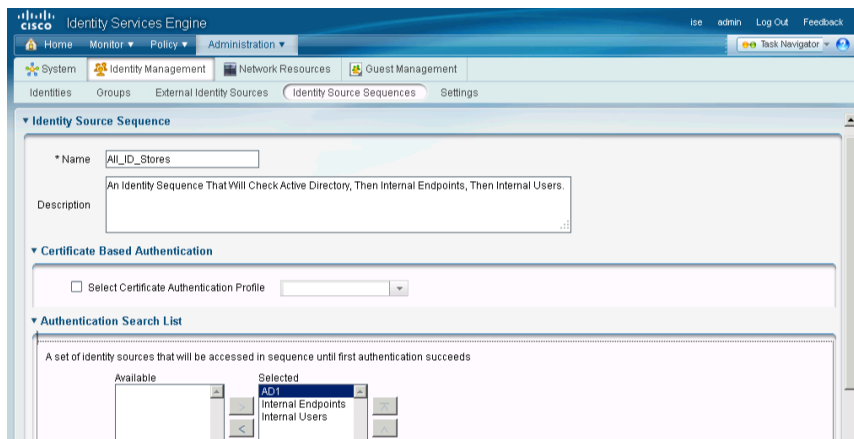 cisco Identity Services Engine ise admin Log Out Feedback
Home Monitor ▾ Policy ▾ Administration ▾ Task Navigator ▾
System Identity Management Network Resources Guest Management
Identities Groups External Identity Sources Identity Source Sequences Settings
▾ Identity Source Sequence
* Name All_ID_Stores
An Identity Sequence That Will Check Active Directory, Then Internal Endpoints, Then Internal Users.
Description
▾ Certificate Based Authentication
Select Certificate Authentication Profile
▾ Authentication Search List
A set of identity sources that will be accessed in sequence until first authentication succeeds
Available Selected
AD1
Internal Endpoints
Internal Users